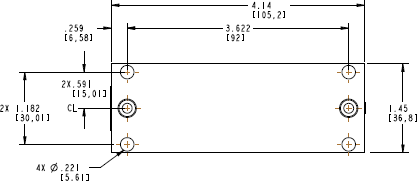 4.14
[105,2]
.259
[6,58]
3.622
[92]
2X .591
[15,01]
2X 1.182
[30,01]
CL
1.45
[36,8]
4X Ø.221
[5.61]